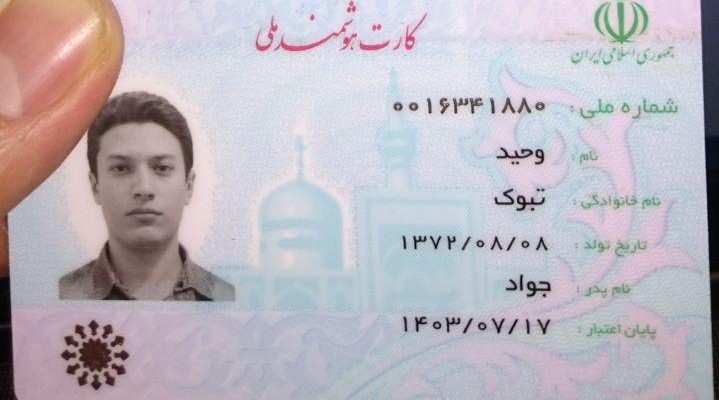 کارت هوشمند ملی
جمهوری اسلامی ایران
شماره ملی : ۰۰۱۶۳۴۱۸۸۰
نام : وحید
نام خانوادگی : تبوک
تاریخ تولد : ۱۳۷۲/۰۸/۰۸
نام پدر : جواد
پایان اعتبار : ۱۴۰۳/۰۷/۱۷